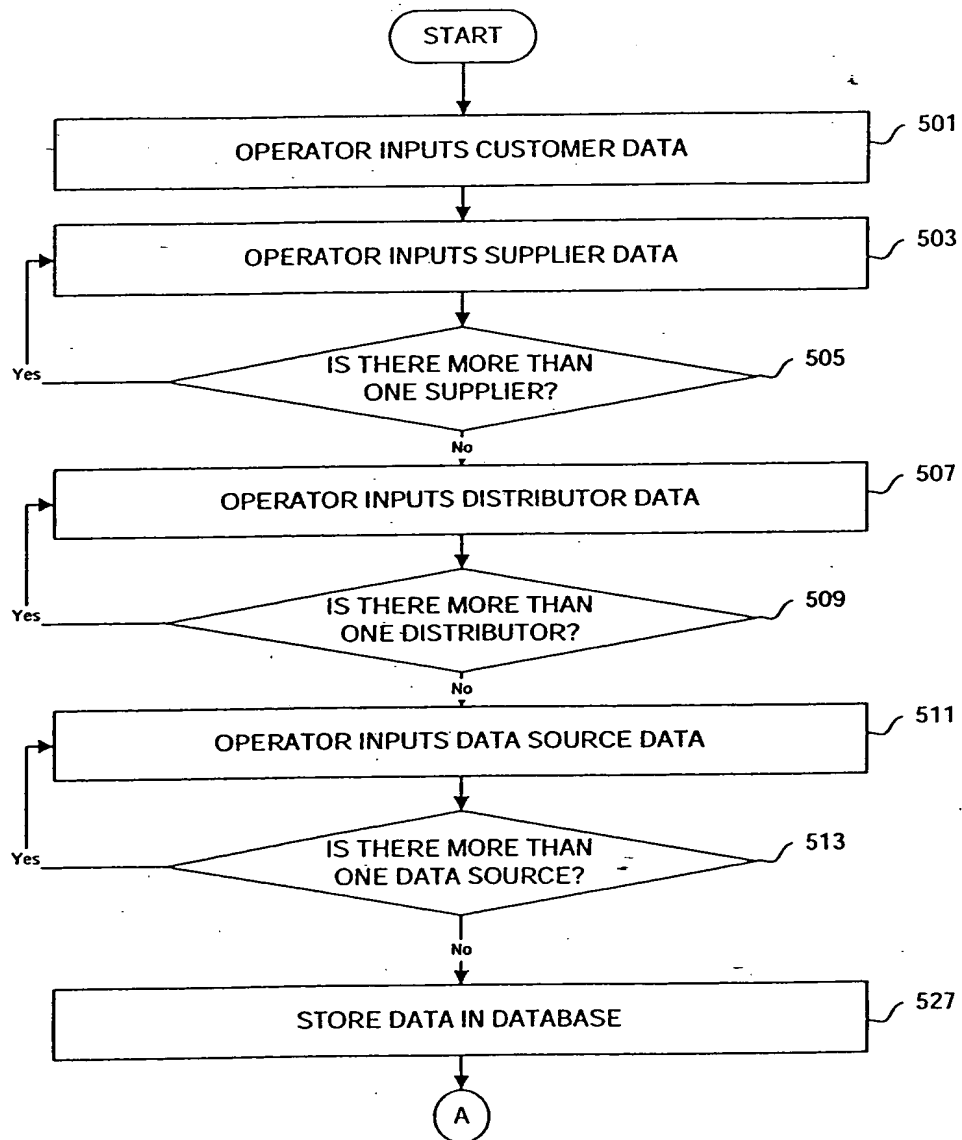 START
OPERATOR INPUTS CUSTOMER DATA
501
OPERATOR INPUTS SUPPLIER DATA
503
IS THERE MORE THAN
ONE SUPPLIER?
505
Yes
No
OPERATOR INPUTS DISTRIBUTOR DATA
507
IS THERE MORE THAN
ONE DISTRIBUTOR?
509
Yes
No
OPERATOR INPUTS DATA SOURCE DATA
511
IS THERE MORE THAN
ONE DATA SOURCE?
513
Yes
No
STORE DATA IN DATABASE
527
A